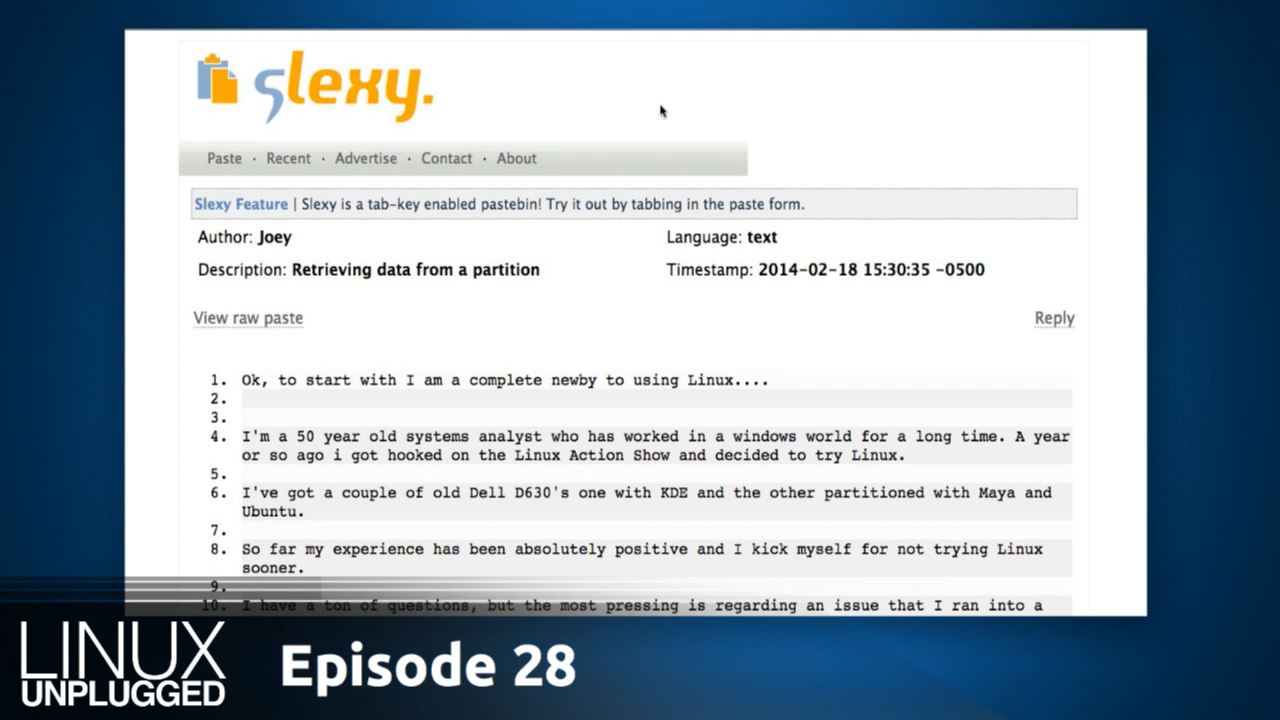 slexy.
Paste · Recent · Advertise · Contact · About
Slexy Feature | Slexy is a tab-key enabled pastebin! Try it out by tabbing in the paste form.
Author: Joey Language: text
Description: Retrieving data from a partition Timestamp: 2014-02-18 15:30:35 -0500
View raw paste Reply
1. Ok, to start with I am a complete newby to using Linux....
2.
3.
4. I'm a 50 year old systems analyst who has worked in a windows world for a long time. A year
or so ago i got hooked on the Linux Action Show and decided to try Linux.
5.
6. I've got a couple of old Dell D630's one with KDE and the other partitioned with Maya and
Ubuntu.
7.
8. So far my experience has been absolutely positive and I kick myself for not trying Linux
sooner.
9.
10. I have a ton of questions, but the most pressing is regarding an issue that I ran into a
LINUX
UNPLUGGED
Episode 28